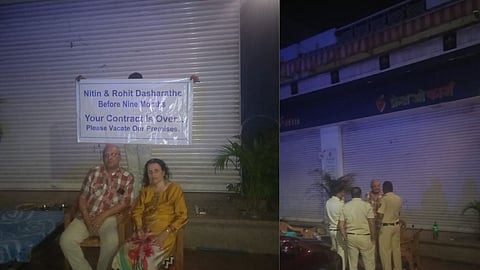 Nitin & Rohit Dasharathe
Before Nine Months
Your Contract is Over
Please Vacate Our Premises.